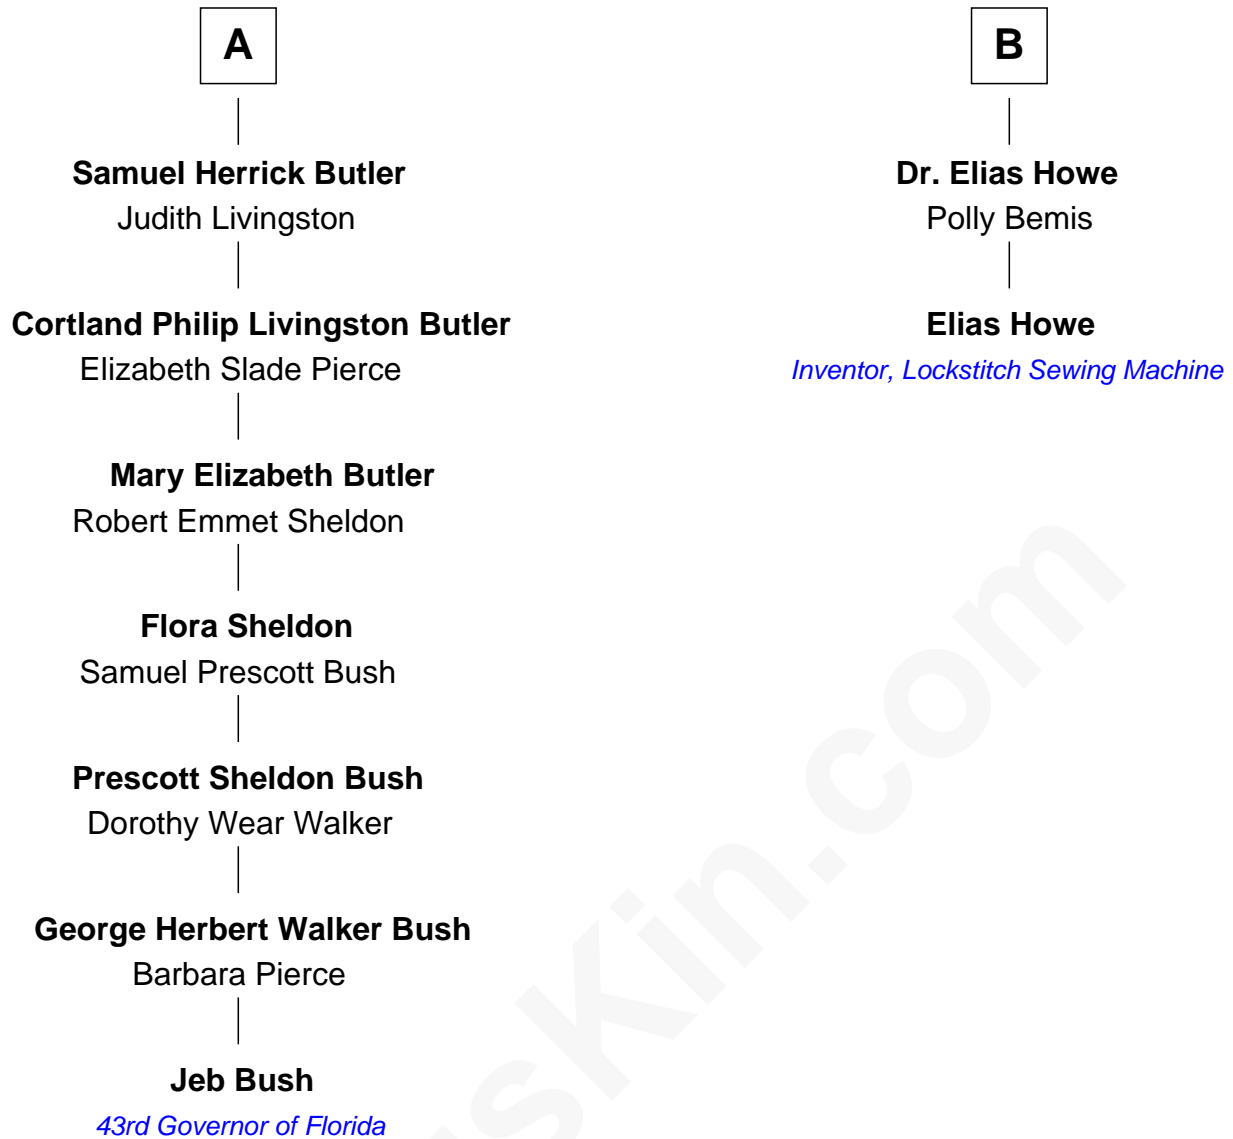 A
Samuel Herrick Butler
Judith Livingston
Cortland Philip Livingston Butler
Elizabeth Slade Pierce
Mary Elizabeth Butler
Robert Emmet Sheldon
Flora Sheldon
Samuel Prescott Bush
Prescott Sheldon Bush
Dorothy Wear Walker
George Herbert Walker Bush
Barbara Pierce
Jeb Bush
43rd Governor of Florida
B
Dr. Elias Howe
Polly Bemis
Elias Howe
Inventor, Lockstitch Sewing Machine
sKin.com